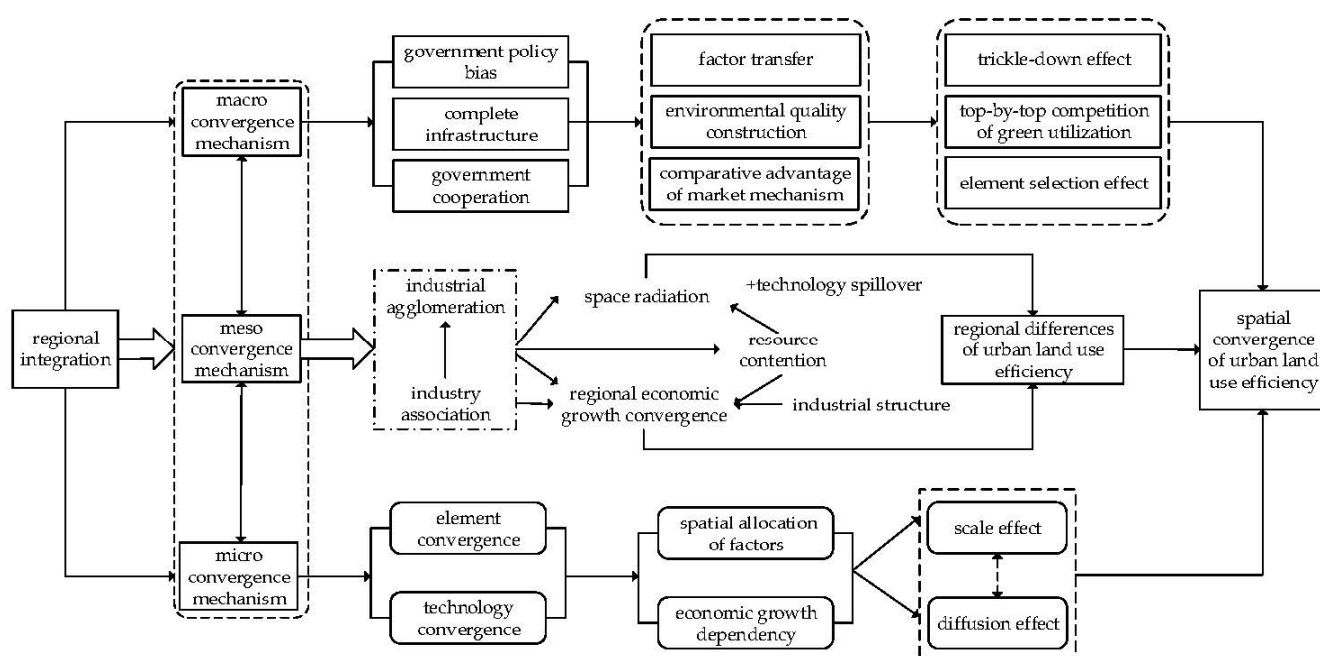 regional
integration
macro
convergence
mechanism
meso
convergence
mechanism
micro
convergence
mechanism
government policy
bias
complete
infrastructure
government
cooperation
factor transfer
environmental quality
construction
comparative advantage
of market mechanism
trickle-down effect
top-by-top competition
of green utilization
element selection effect
industrial
agglomeration
industry
association
space radiation
+technology spillover
resource
contention
regional economic
growth convergence
industrial structure
regional differences
of urban land use
efficiency
element
convergence
technology
convergence
spatial allocation
of factors
economic growth
dependency
scale effect
diffusion effect
spatial
convergence
of urban land
use efficiency